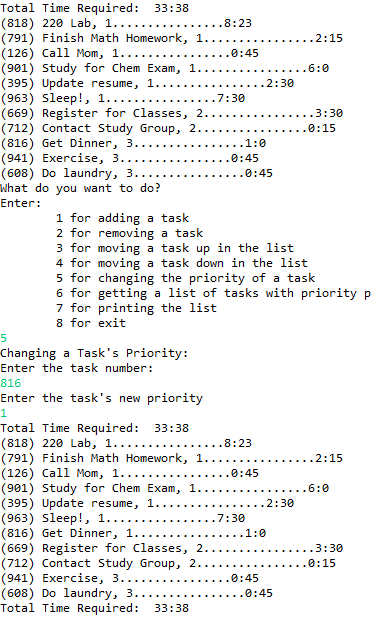 Total Time Required:  33:38
(818) 220 Lab, 1................8:23
(791) Finish Math Homework, 1................2:15
(126) Call Mom, 1................0:45
(901) Study for Chem Exam, 1................6:0
(395) Update resume, 1................2:30
(963) Sleep!, 1................7:30
(669) Register for Classes, 2................3:30
(712) Contact Study Group, 2................0:15
(816) Get Dinner, 3................1:0
(941) Exercise, 3................0:45
(608) Do laundry, 3................0:45
What do you want to do?
Enter:
        1 for adding a task
        2 for removing a task
        3 for moving a task up in the list
        4 for moving a task down in the list
        5 for changing the priority of a task
        6 for getting a list of tasks with priority p
        7 for printing the list
        8 for exit
5
Changing a Task's Priority:
Enter the task number:
816
Enter the task's new priority
1
Total Time Required:  33:38
(818) 220 Lab, 1................8:23
(791) Finish Math Homework, 1................2:15
(126) Call Mom, 1................0:45
(901) Study for Chem Exam, 1................6:0
(395) Update resume, 1................2:30
(963) Sleep!, 1................7:30
(816) Get Dinner, 1................1:0
(669) Register for Classes, 2................3:30
(712) Contact Study Group, 2................0:15
(941) Exercise, 3................0:45
(608) Do laundry, 3................0:45
Total Time Required:  33:38